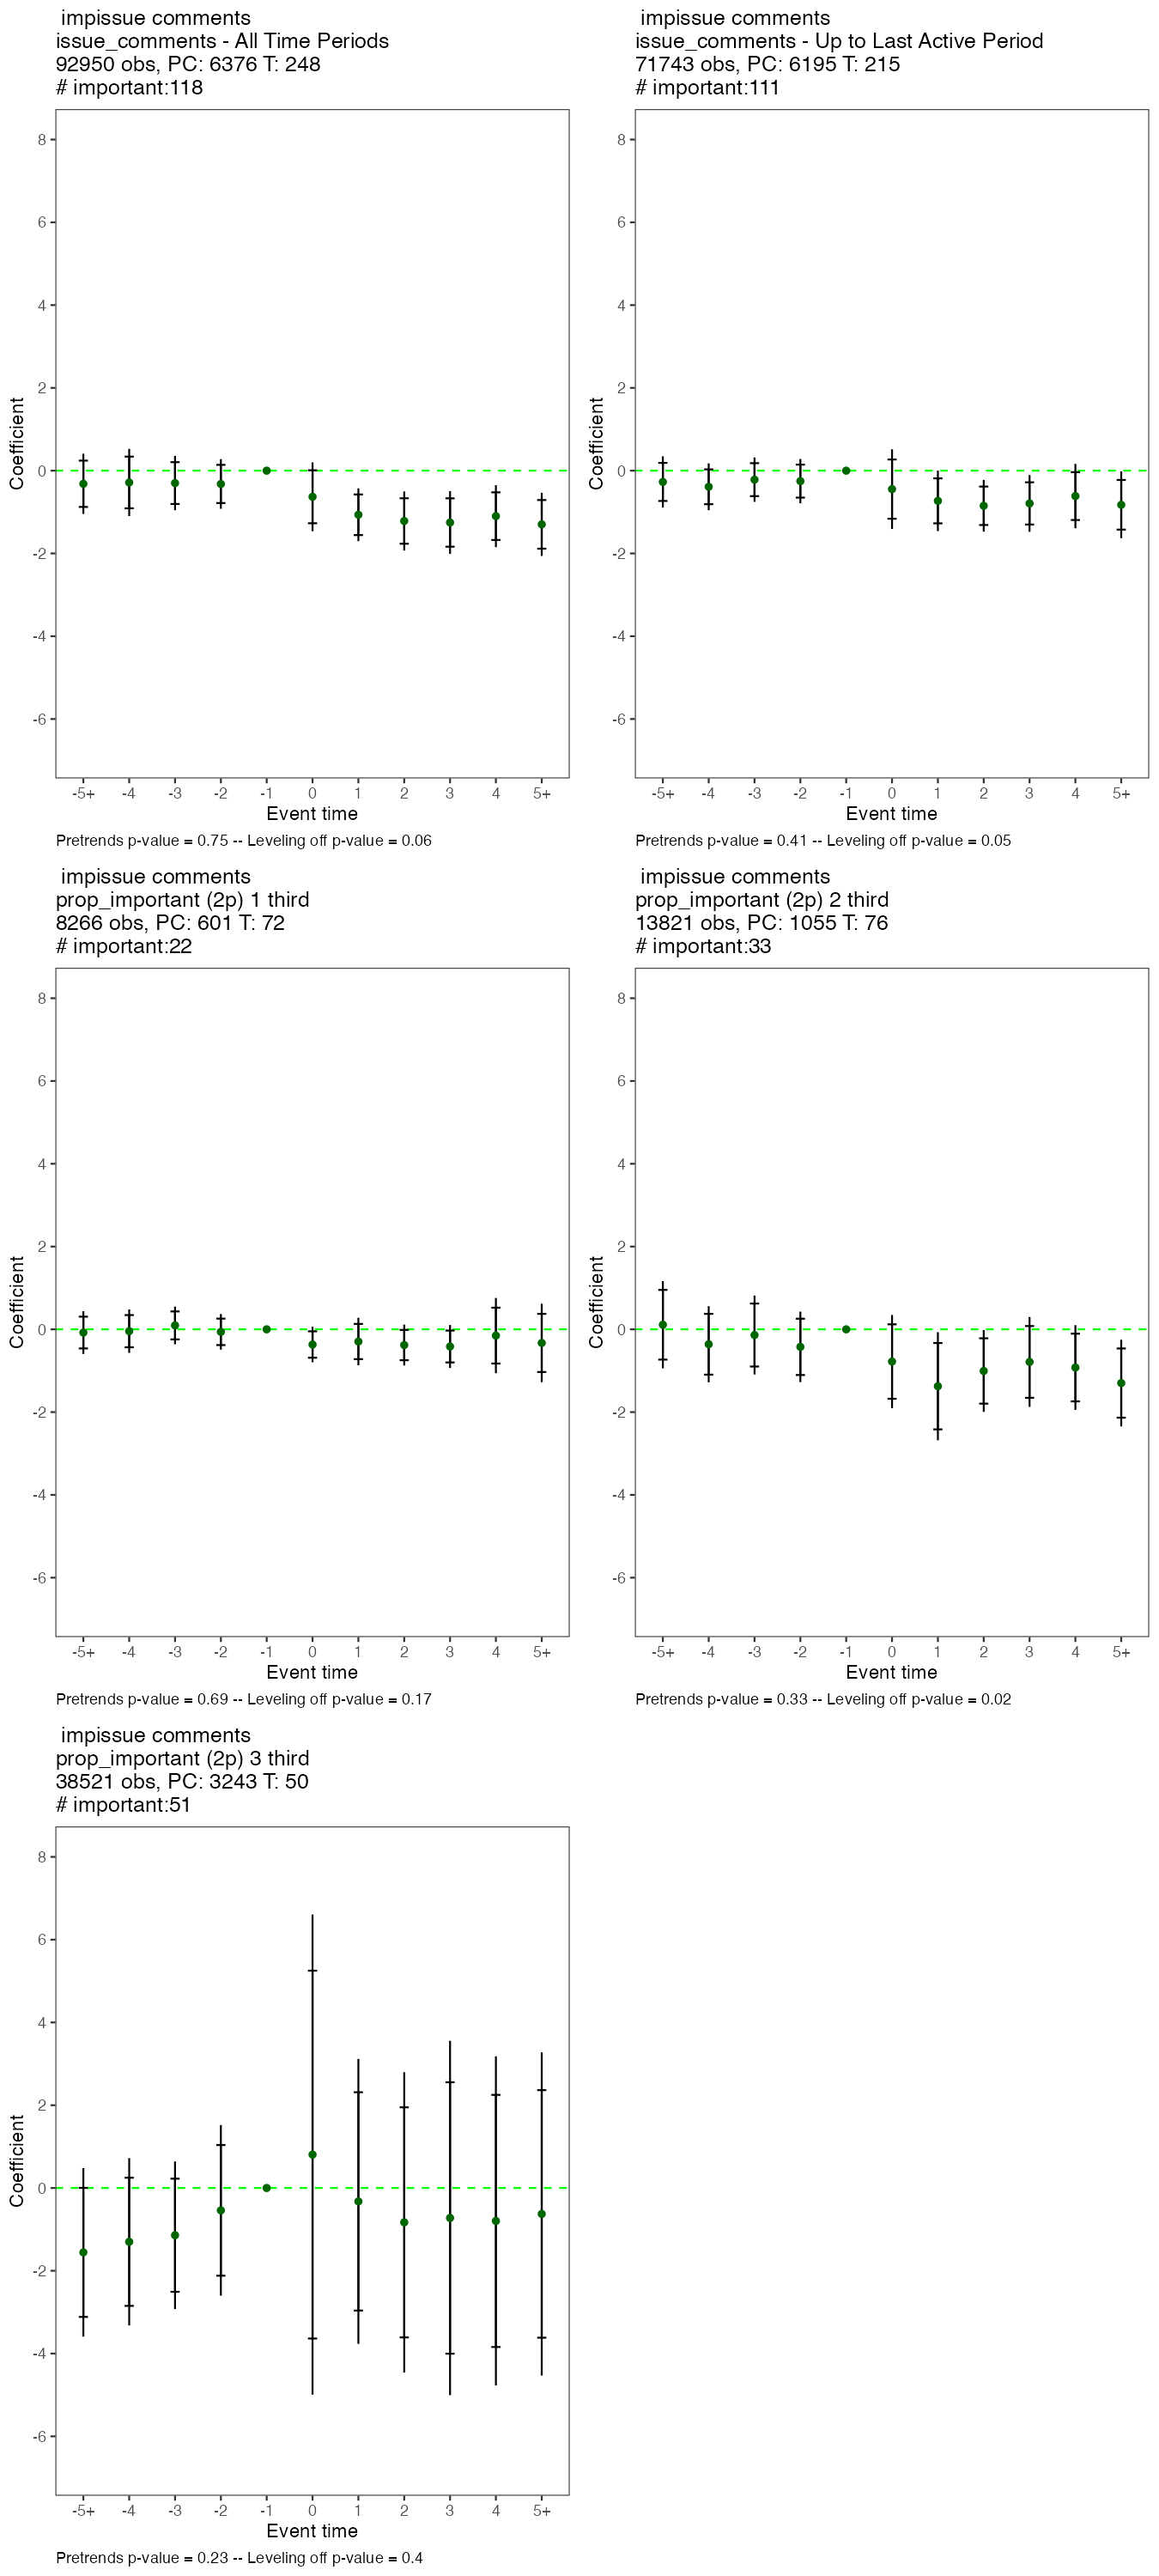 impissue comments
issue_comments - All Time Periods
92950 obs, PC: 6376 T: 248
# important:118
8
6
4
2
0
-2
-4
-6
Coefficient
-5+ -4 -3 -2 -1 0 1 2 3 4 5+
Event time
Pretrends p-value = 0.75 -- Leveling off p-value = 0.06
impissue comments
issue_comments - Up to Last Active Period
71743 obs, PC: 6195 T: 215
# important:111
8
6
4
2
0
-2
-4
-6
Coefficient
-5+ -4 -3 -2 -1 0 1 2 3 4 5+
Event time
Pretrends p-value = 0.41 -- Leveling off p-value = 0.05
impissue comments
prop_important (2p) 1 third
8266 obs, PC: 601 T: 72
# important:22
8
6
4
2
0
-2
-4
-6
Coefficient
-5+ -4 -3 -2 -1 0 1 2 3 4 5+
Event time
Pretrends p-value = 0.69 -- Leveling off p-value = 0.17
impissue comments
prop_important (2p) 2 third
13821 obs, PC: 1055 T: 76
# important:33
8
6
4
2
0
-2
-4
-6
Coefficient
-5+ -4 -3 -2 -1 0 1 2 3 4 5+
Event time
Pretrends p-value = 0.33 -- Leveling off p-value = 0.02
impissue comments
prop_important (2p) 3 third
38521 obs, PC: 3243 T: 50
# important:51
8
6
4
2
0
-2
-4
-6
Coefficient
-5+ -4 -3 -2 -1 0 1 2 3 4 5+
Event time
Pretrends p-value = 0.23 -- Leveling off p-value = 0.4